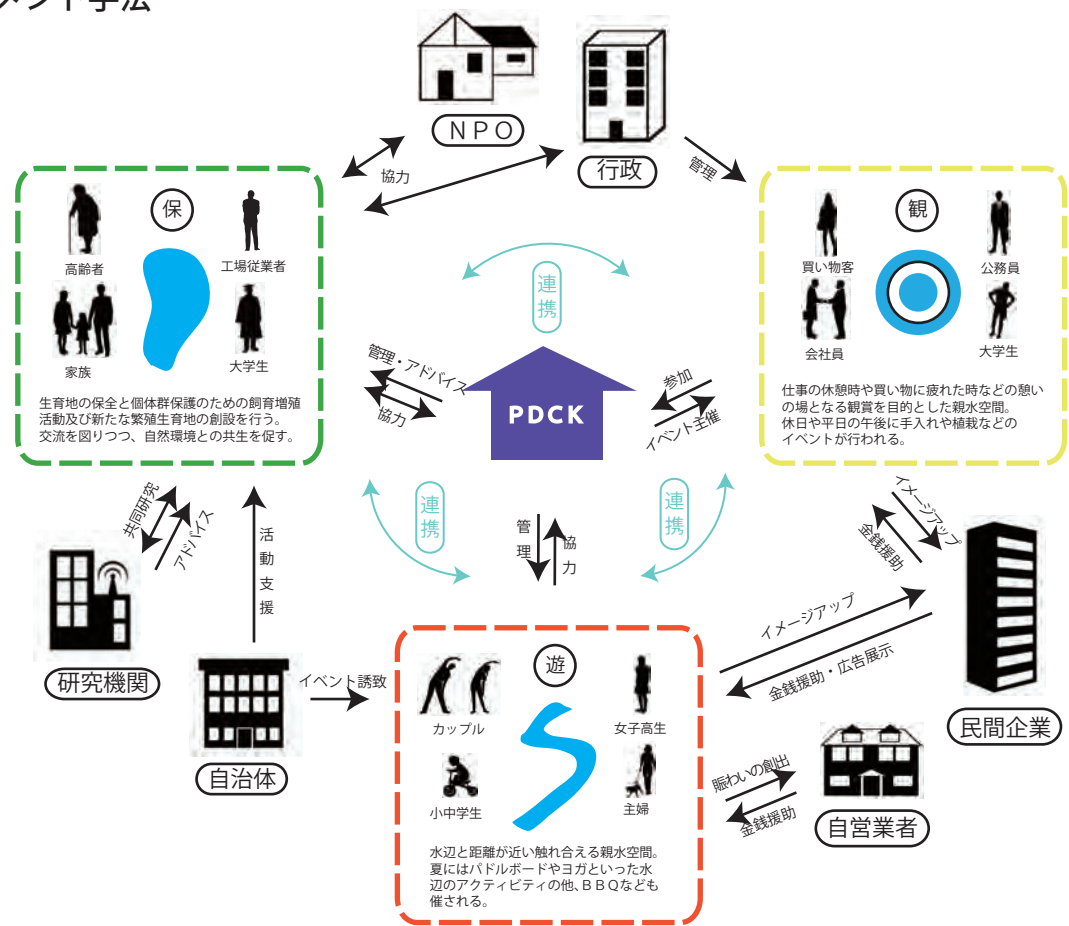 メント手法
NPO
行政
協力
管理
保
高齢者
工場従業者
家族
大学生
生育地の保全と個体群保護のための飼育増殖
活動及び新たな繁殖生育地の創設を行う。
交流を図りつつ、自然環境との共生を促す。
観
買い物客
公務員
会社員
大学生
仕事の休憩時や買い物に疲れた時などの憩い
の場となる観賞を目的とした親水空間。
休日や平日の午後に手入れや植栽などの
イベントが行われる。
連携
管理・アドバイス
協力
PDCK
参加
イベント主催
連携
連携
管理
協力
共同研究
アドバイス
活動支援
研究機関
自治体
イベント誘致
イメージアップ
金銭援助
イメージアップ
金銭援助・広告展示
民間企業
賑わいの創出
金銭援助
自営業者
遊
カップル
女子高生
小中学生
主婦
水辺と距離が近い触れ合える親水空間。
夏にはパドルボードやヨガといった水
辺のアクティビティの他、BBQなども
催される。